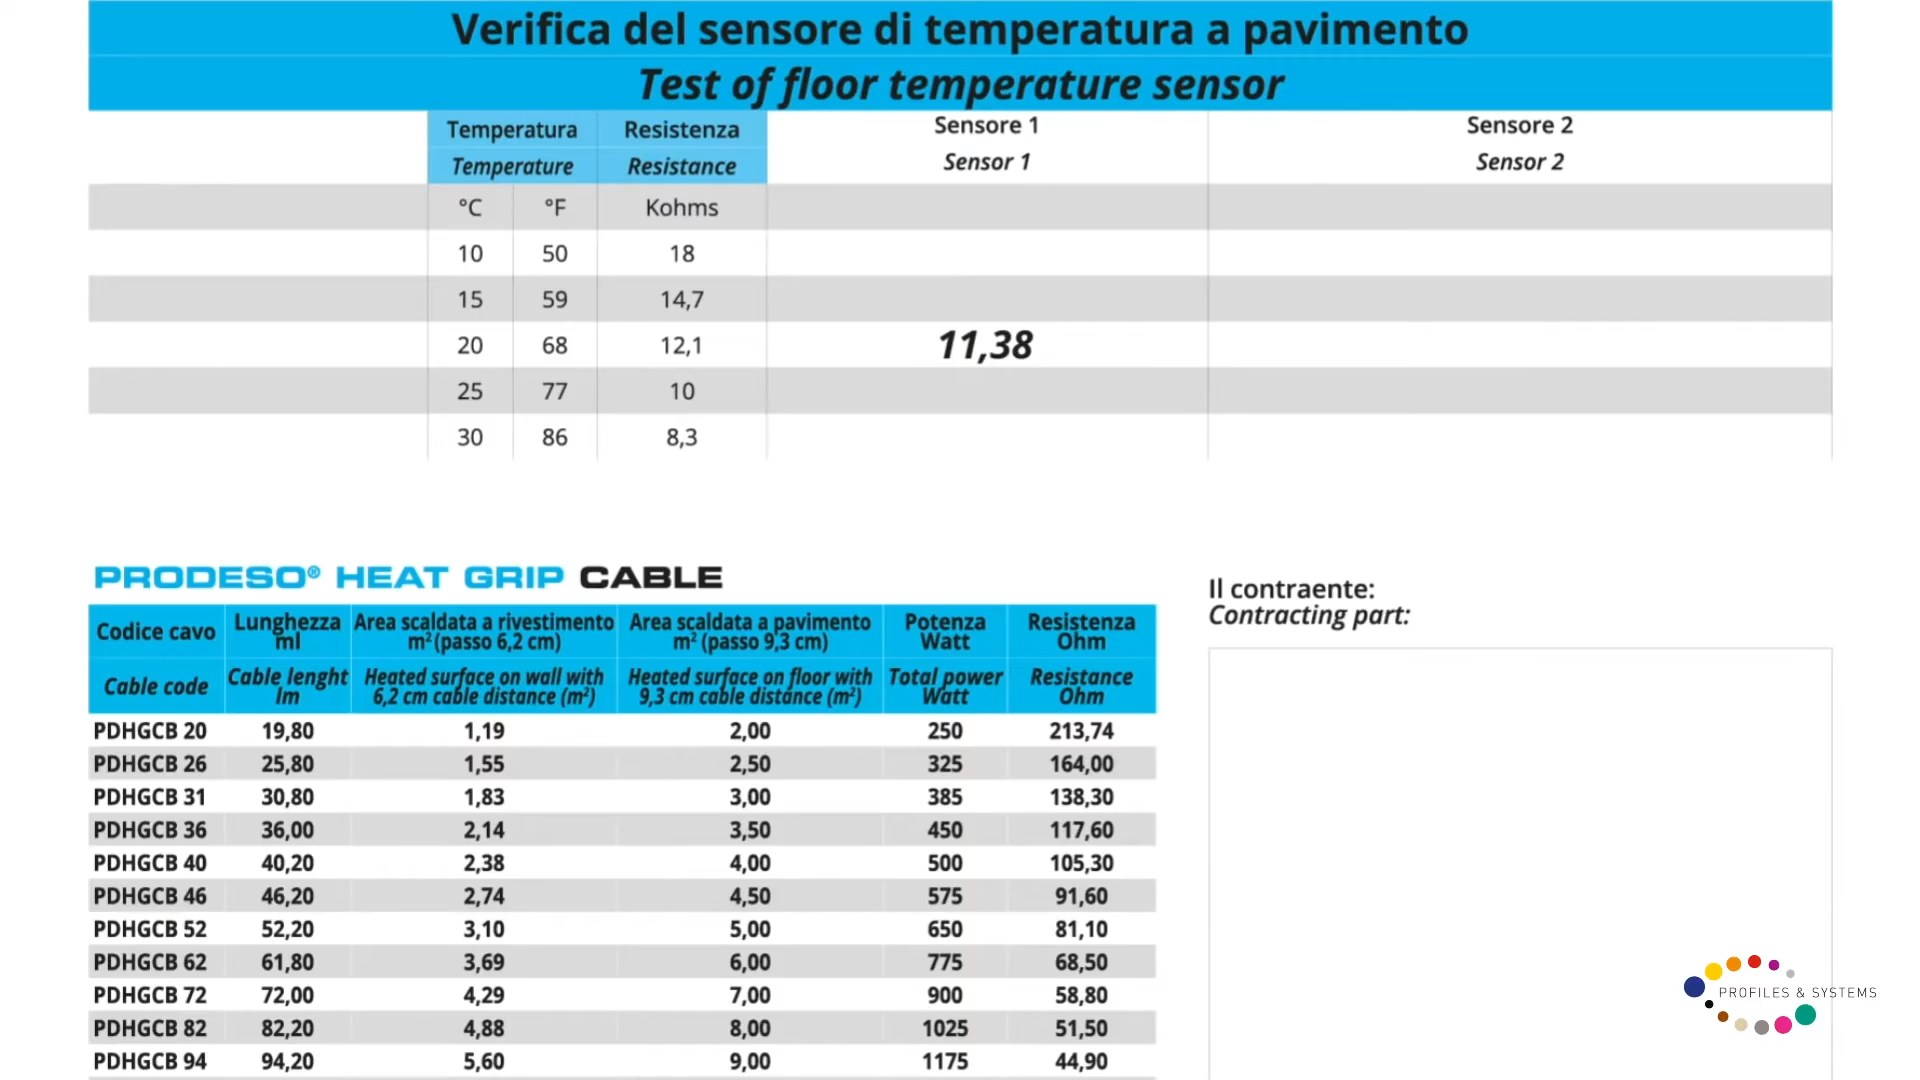 Verifica del sensore di temperatura a pavimento
Test of floor temperature sensor
Temperatura Resistenza Sensore 1 Sensore 2
Temperature Resistance Sensor 1 Sensor 2
°C °F Kohms
10 50 18
15 59 14,7
20 68 12,1 11,38
25 77 10
30 86 8,3
PRODESO® HEAT GRIP CABLE
Il contraente:
Contracting part:
Codice cavo Lunghezza ml Area scaldata a rivestimento m² (passo 6,2 cm) Area scaldata a pavimento m² (passo 9,3 cm) Potenza Watt Resistenza Ohm
Cable code Cable lenght lm Heated surface on wall with 6,2 cm cable distance (m²) Heated surface on floor with 9,3 cm cable distance (m²) Total power Watt Resistance Ohm
PDHGCB 20 19,80 1,19 2,00 250 213,74
PDHGCB 26 25,80 1,55 2,50 325 164,00
PDHGCB 31 30,80 1,83 3,00 385 138,30
PDHGCB 36 36,00 2,14 3,50 450 117,60
PDHGCB 40 40,20 2,38 4,00 500 105,30
PDHGCB 46 46,20 2,74 4,50 575 91,60
PDHGCB 52 52,20 3,10 5,00 650 81,10
PDHGCB 62 61,80 3,69 6,00 775 68,50
PDHGCB 72 72,00 4,29 7,00 900 58,80
PDHGCB 82 82,20 4,88 8,00 1025 51,50
PDHGCB 94 94,20 5,60 9,00 1175 44,90
PROFILES & SYSTEMS